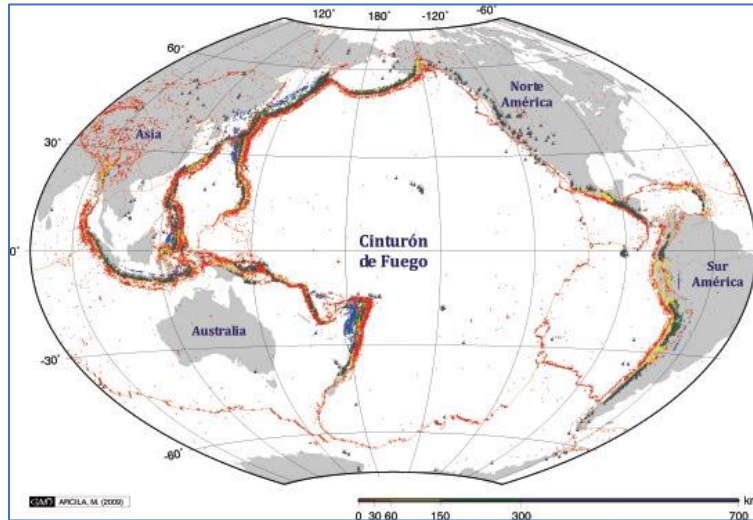 120° 180° -120° -60°
60°
Norte
América
Asia
30°
Cinturón
de Fuego
0°
Sur
América
Australia
-30°
-60°
ARCILA, M. (2009)
km
0 30 60 150 300 700